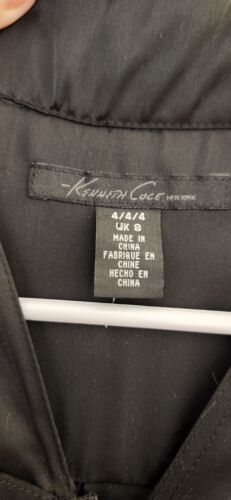 Kenneth Cole
4/4/4
UK 8
MADE IN
CHINA
FABRIQUE EN
CHINE
HECHO EN
CHINA